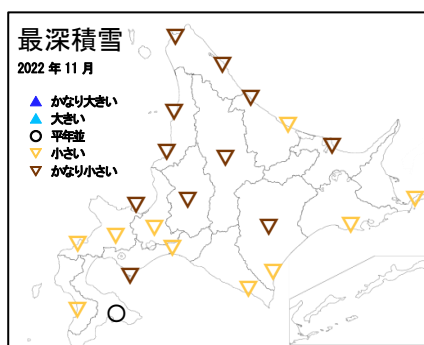 最深積雪
2022 年 11 月
かなり大きい
大きい
平年並
小さい
かなり小さい